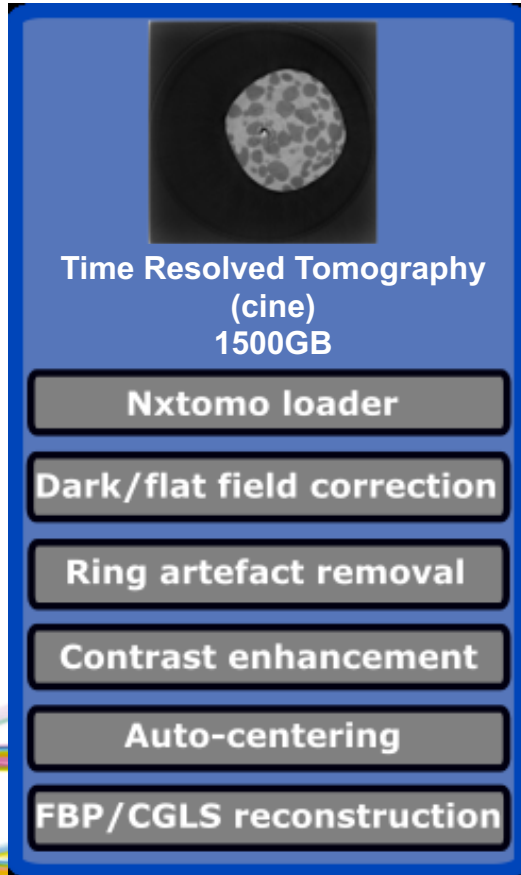 Time Resolved Tomography
(cine)
1500GB
Nxtomo loader
Dark/flat field correction
Ring artefact removal
Contrast enhancement
Auto-centering
FBP/CGLS reconstruction